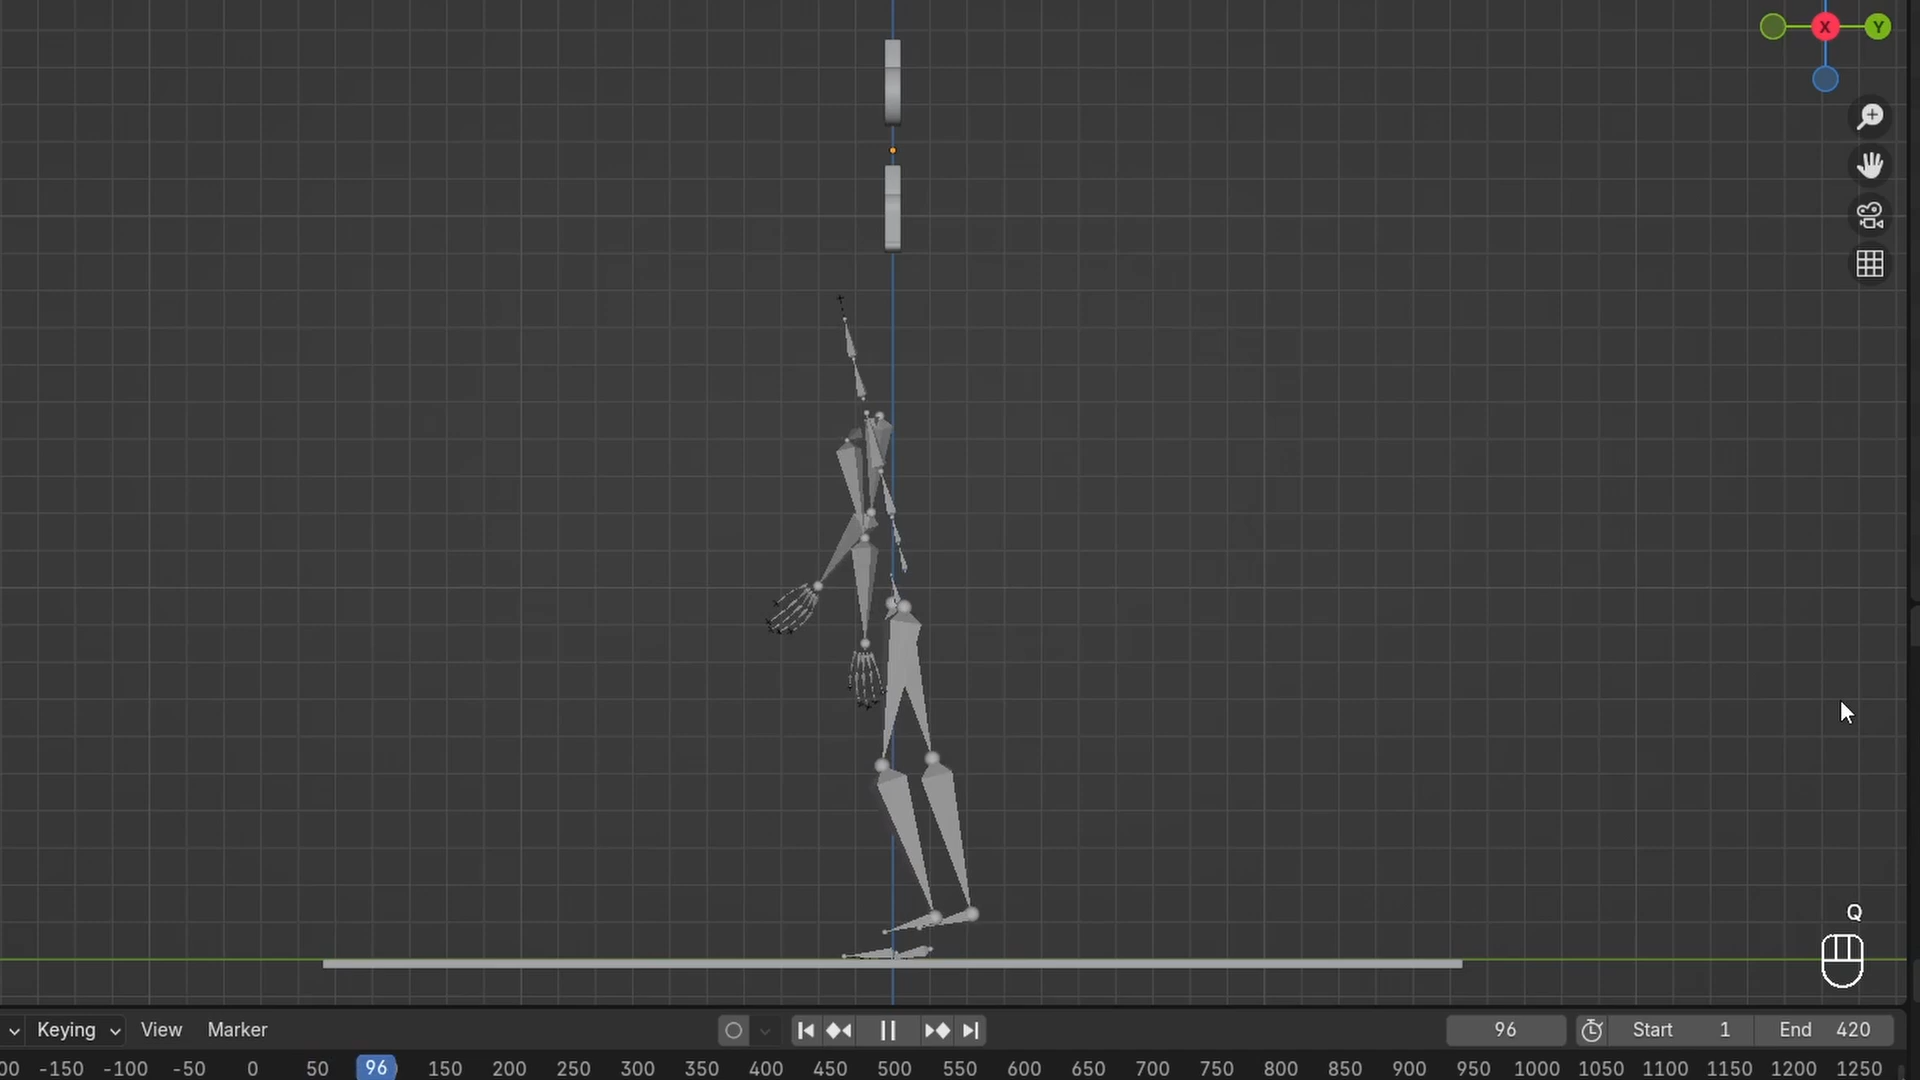 X Y
Q
Keying View Marker 96 Start 1 End 420
00 -150 -100 -50 0 50 96 150 200 250 300 350 400 450 500 550 600 650 700 750 800 850 900 950 1000 1050 1100 1150 1200 1250